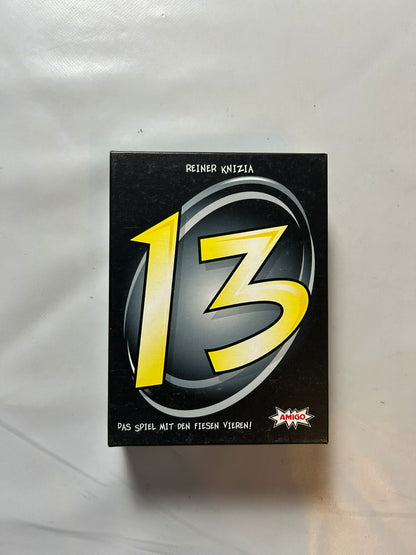 REINER KNIZIA
13
AMIGO
DAS SPIEL MIT DEN FIESEN VIEREN!